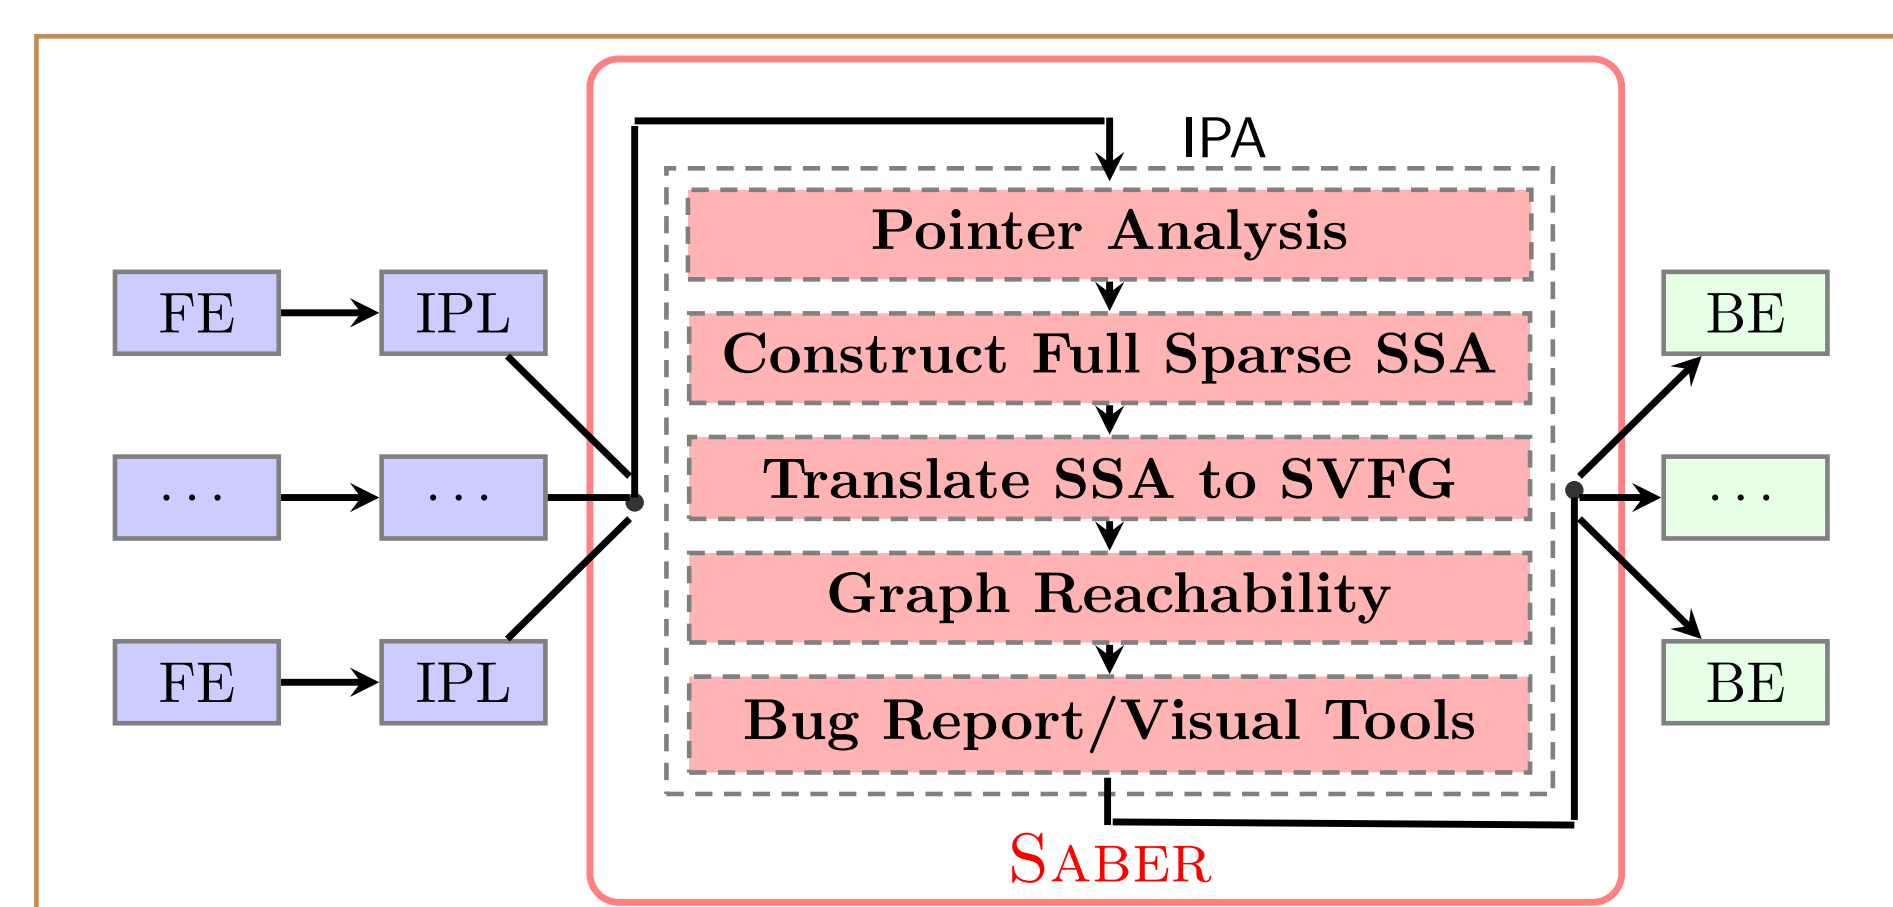 IPA
Pointer Analysis
FE IPL Construct Full Sparse SSA BE
... ... Translate SSA to SVFG ...
Graph Reachability
FE IPL Bug Report/Visual Tools BE
SABER